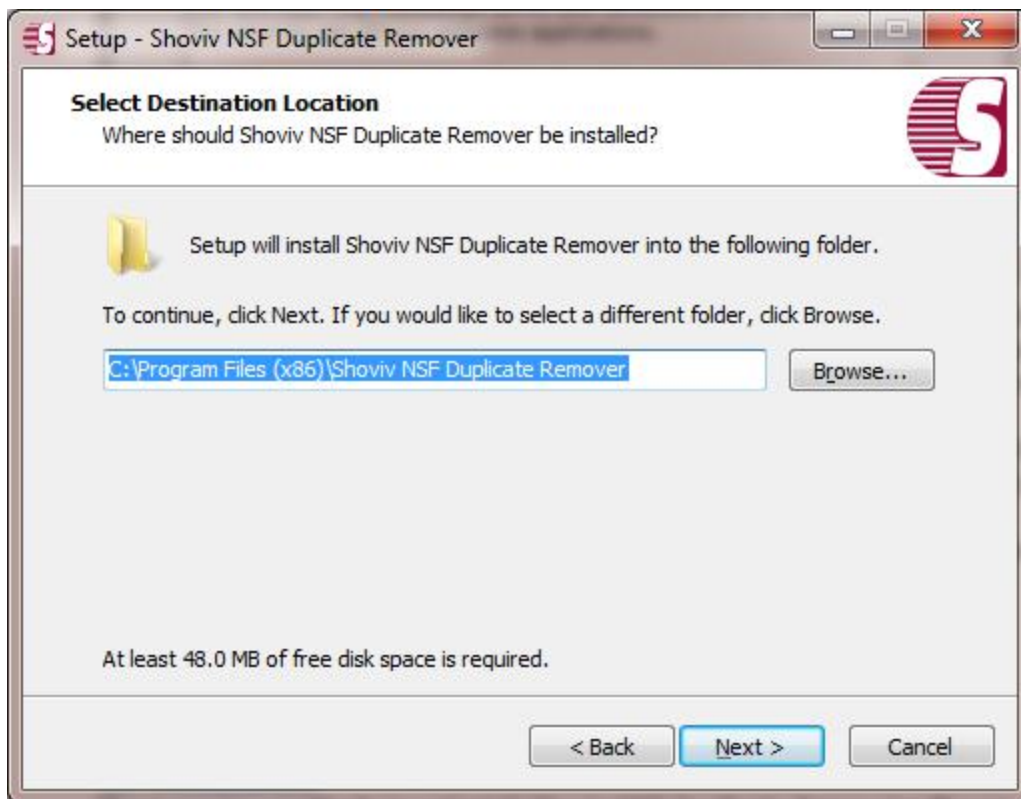 Setup - Shoviv NSF Duplicate Remover
Select Destination Location
Where should Shoviv NSF Duplicate Remover be installed?
S
Setup will install Shoviv NSF Duplicate Remover into the following folder.
To continue, click Next. If you would like to select a different folder, click Browse.
C:\Program Files (x86)\Shoviv NSF Duplicate Remover
Browse...
At least 48.0 MB of free disk space is required.
< Back Next > Cancel